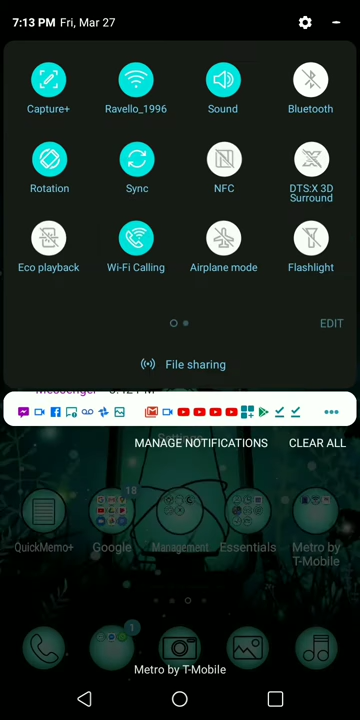 7:13 PM Fri, Mar 27
Capture+ Ravello_1996 Sound Bluetooth
Rotation Sync NFC DTS:X 3D Surround
Eco playback Wi-Fi Calling Airplane mode Flashlight
EDIT
File sharing
MANAGE NOTIFICATIONS CLEAR ALL
18
QuickMemo+ Google Management Essentials Metro by T-Mobile
1
Metro by T-Mobile